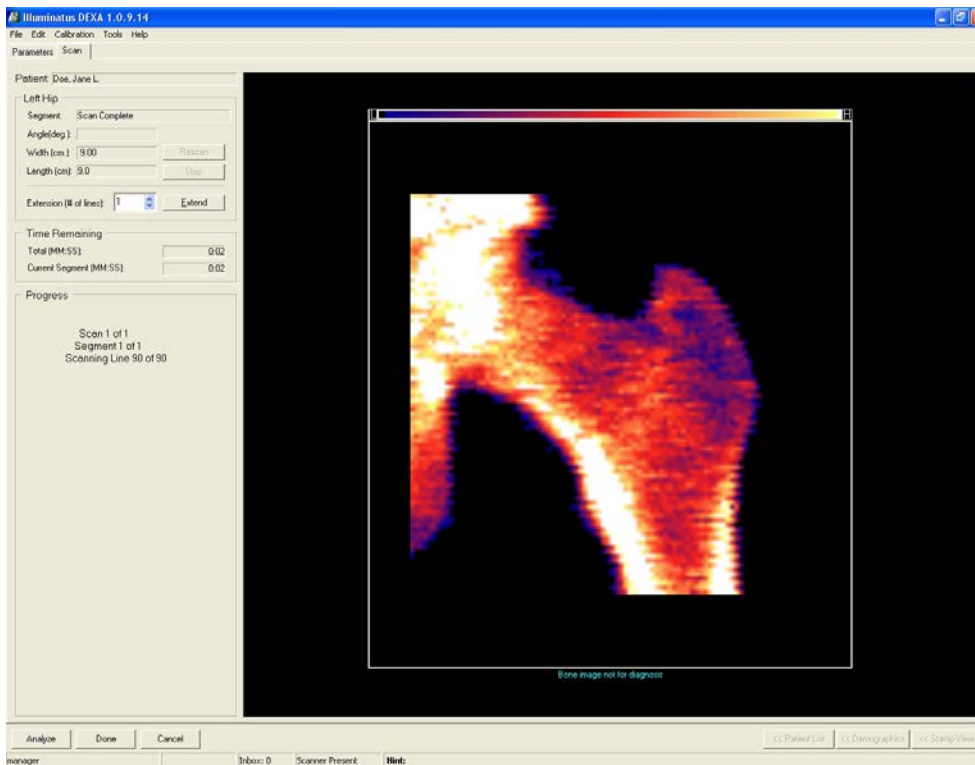 Illuminatus DEXA 1.0.9.14
File Edit Calibration Tools Help
Parameters Scan
Patient: Doe, Jane L.
Left Hip
Segment: Scan Complete
Angle(deg.):
Width (cm.): 9.00 Rescan
Length (cm): 9.0 Stop
Extension (# of lines): 1 Extend
Time Remaining
Total (MM:SS): 0:02
Current Segment (MM:SS): 0:02
Progress
Scan 1 of 1
Segment 1 of 1
Scanning Line 90 of 90
L H
Bone image not for diagnosis
Analyze Done Cancel << Patient List << Demographics << Stamp View
manager Inbox: 0 Scanner Present Hint: